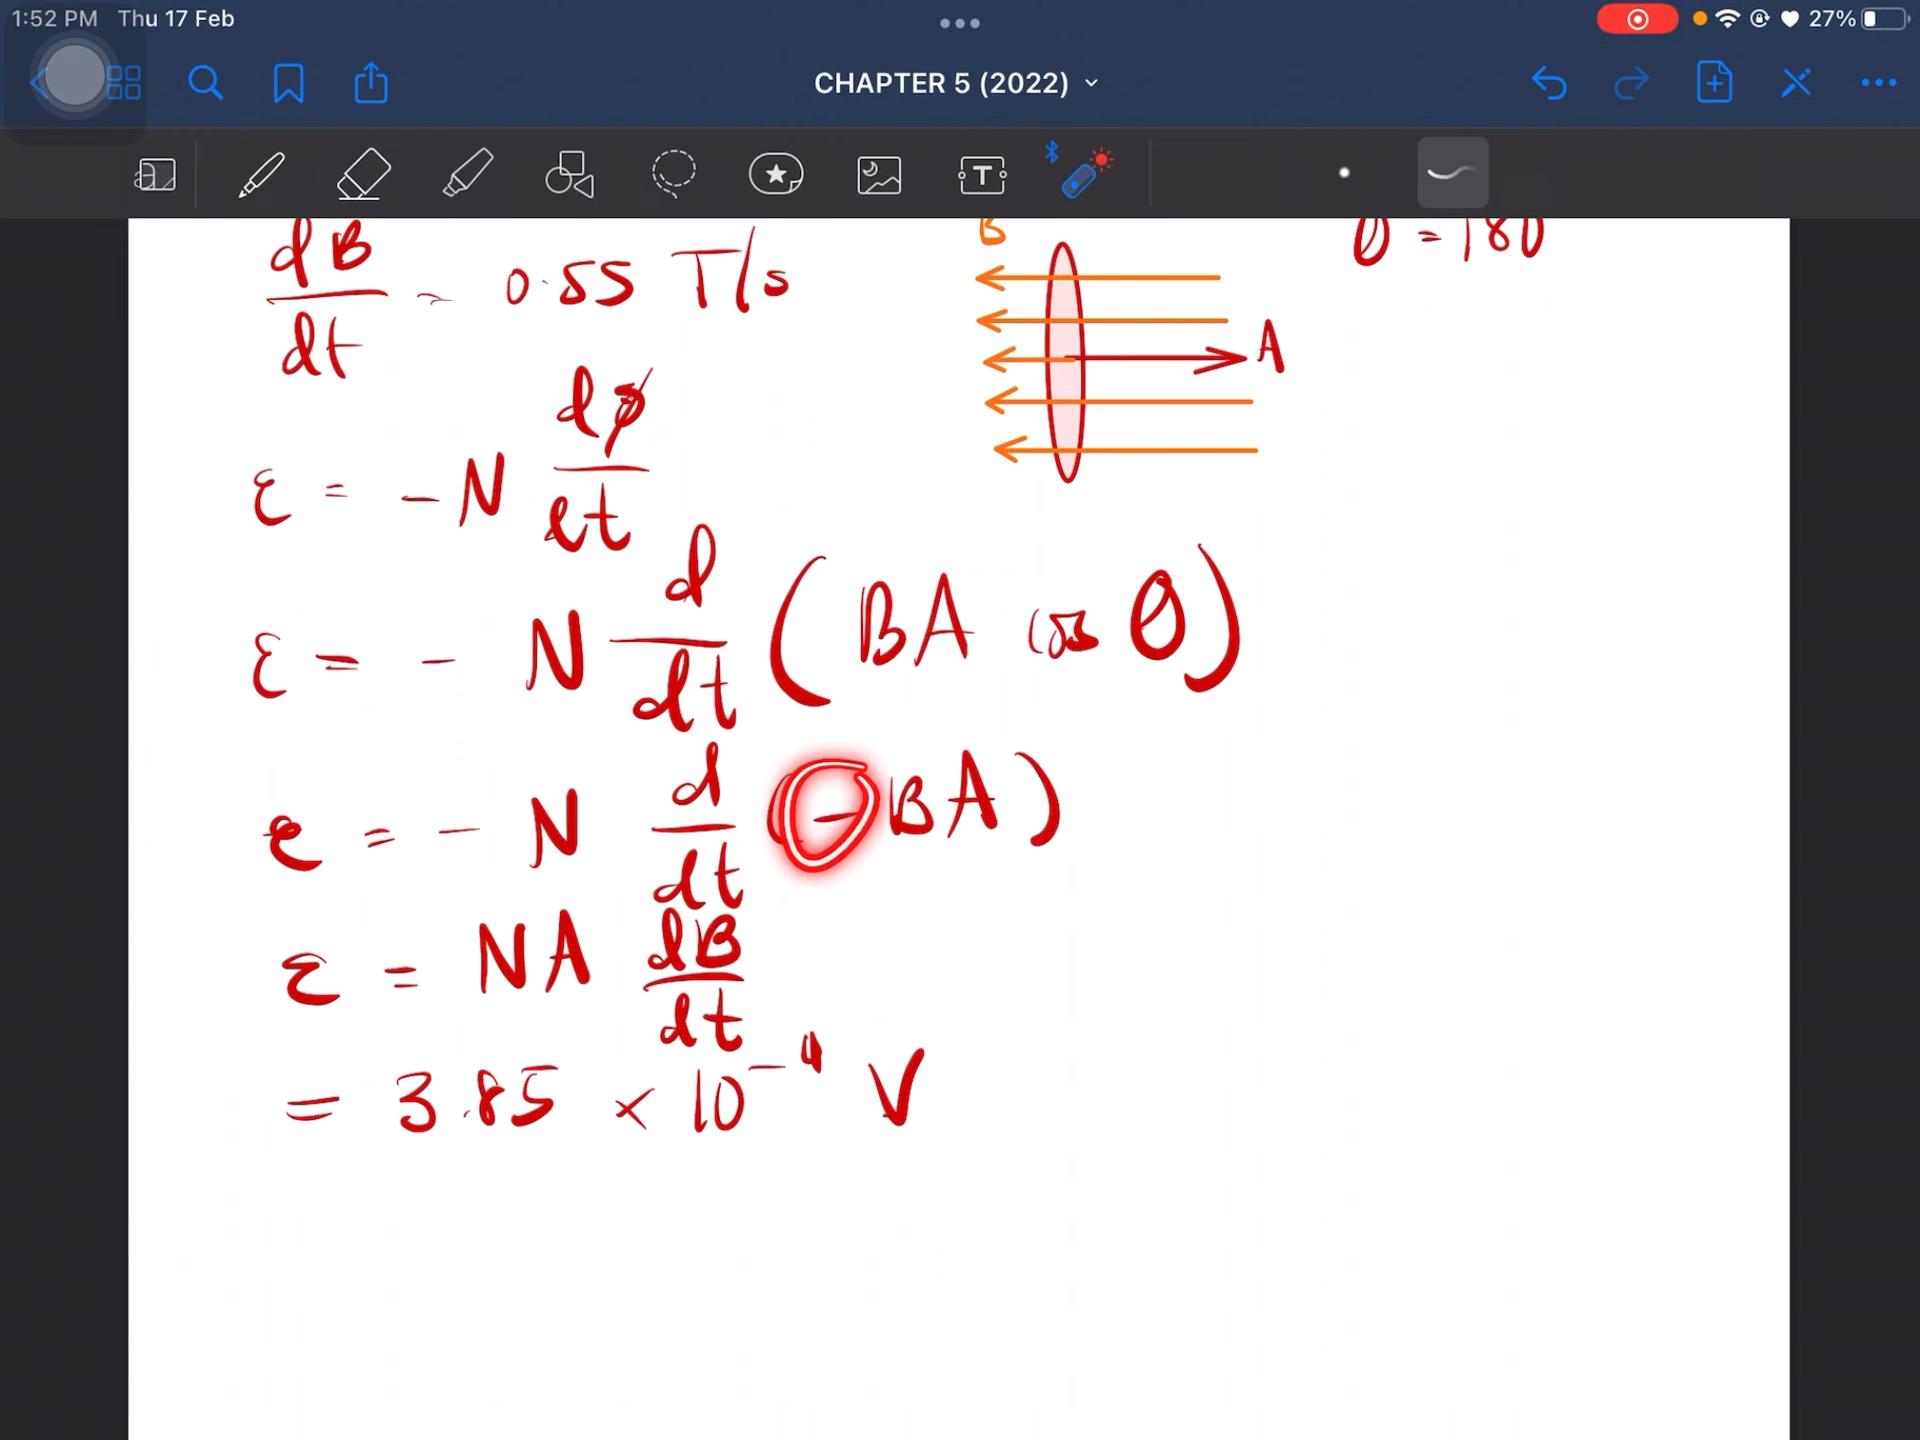 1:52 PM Thu 17 Feb
27%
CHAPTER 5 (2022)
dB/dt = 0.55 T/s
B
θ = 180
A
ε = -N dϕ/dt
ε = - N d/dt (BA cos θ)
ε = - N d/dt (-BA)
ε = NA dB/dt
= 3.85 × 10⁻⁴ V